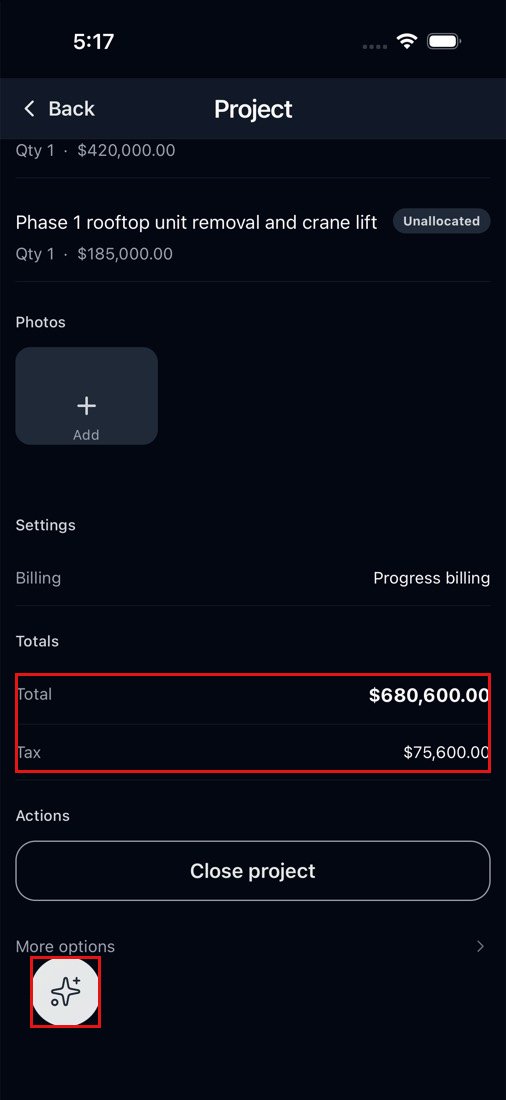 5:17
Back
Project
Qty 1 · $420,000.00
Phase 1 rooftop unit removal and crane lift
Unallocated
Qty 1 · $185,000.00
Photos
Add
Settings
Billing
Progress billing
Totals
Total
$680,600.00
Tax
$75,600.00
Actions
Close project
More options